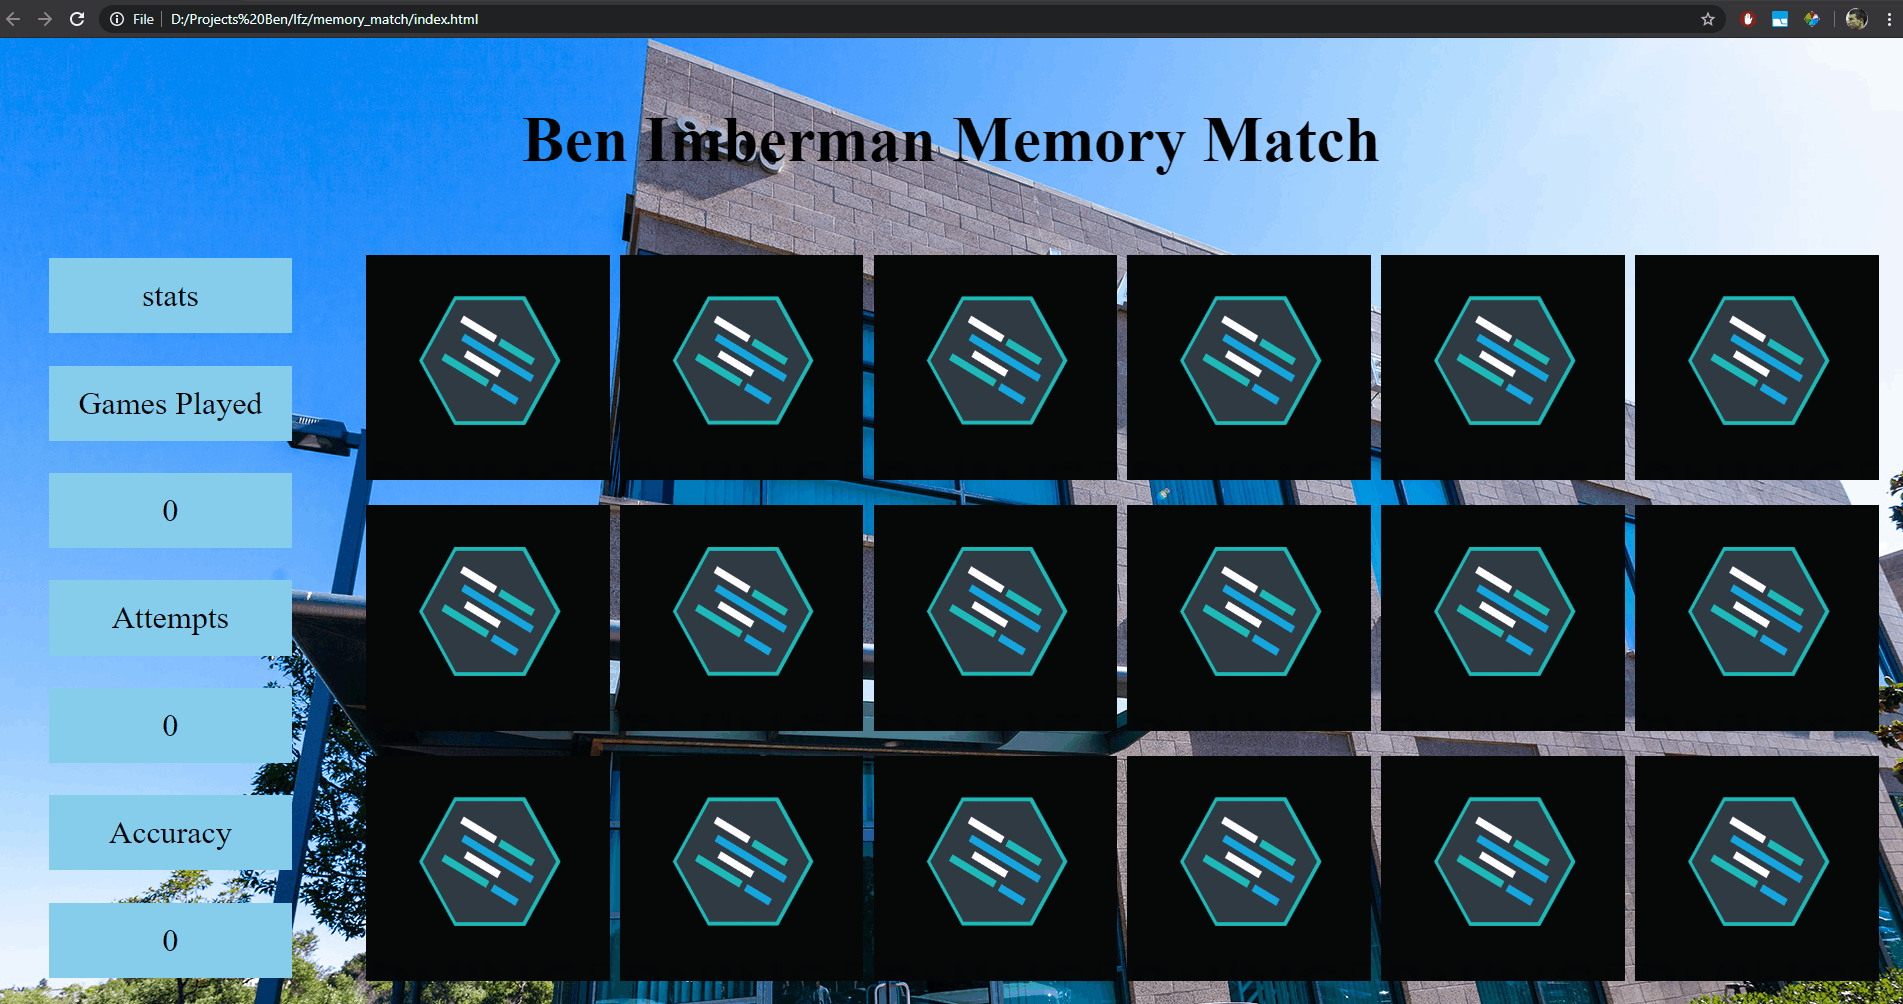 File
D:/Projects%20Ben/lfz/memory_match/index.html
Ben Imberman Memory Match
stats
Games Played
0
Attempts
0
Accuracy
0